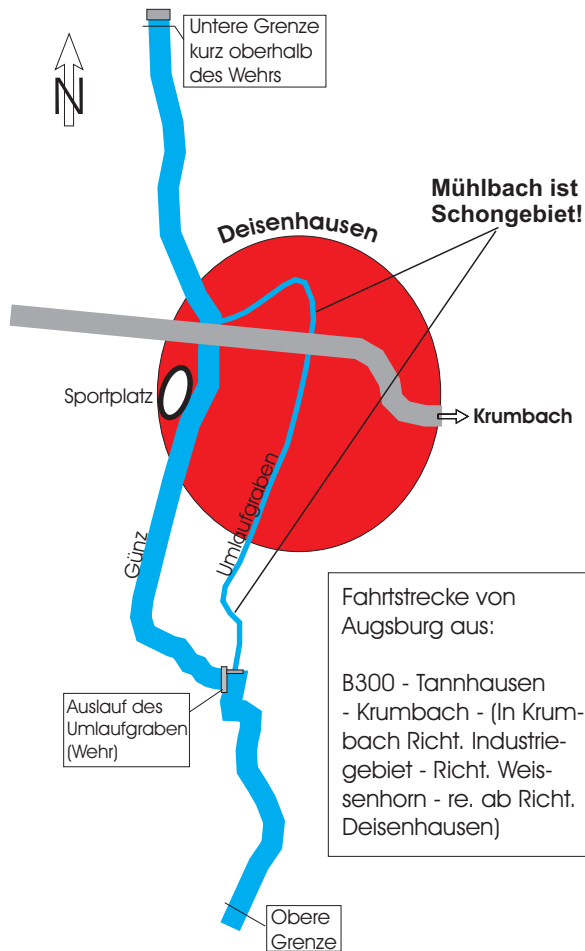 Untere Grenze
kurz oberhalb
des Wehrs
N
Mühlbach ist
Schongebiet!
Deisenhausen
Sportplatz
Krumbach
Umlaufgraben
Günz
Fahrtstrecke von
Augsburg aus:
B300 - Tannhausen
- Krumbach - (In Krum-
bach Richt. Industrie-
gebiet - Richt. Weis-
senhorn - re. ab Richt.
Deisenhausen)
Auslauf des
Umlaufgraben
(Wehr)
Obere
Grenze